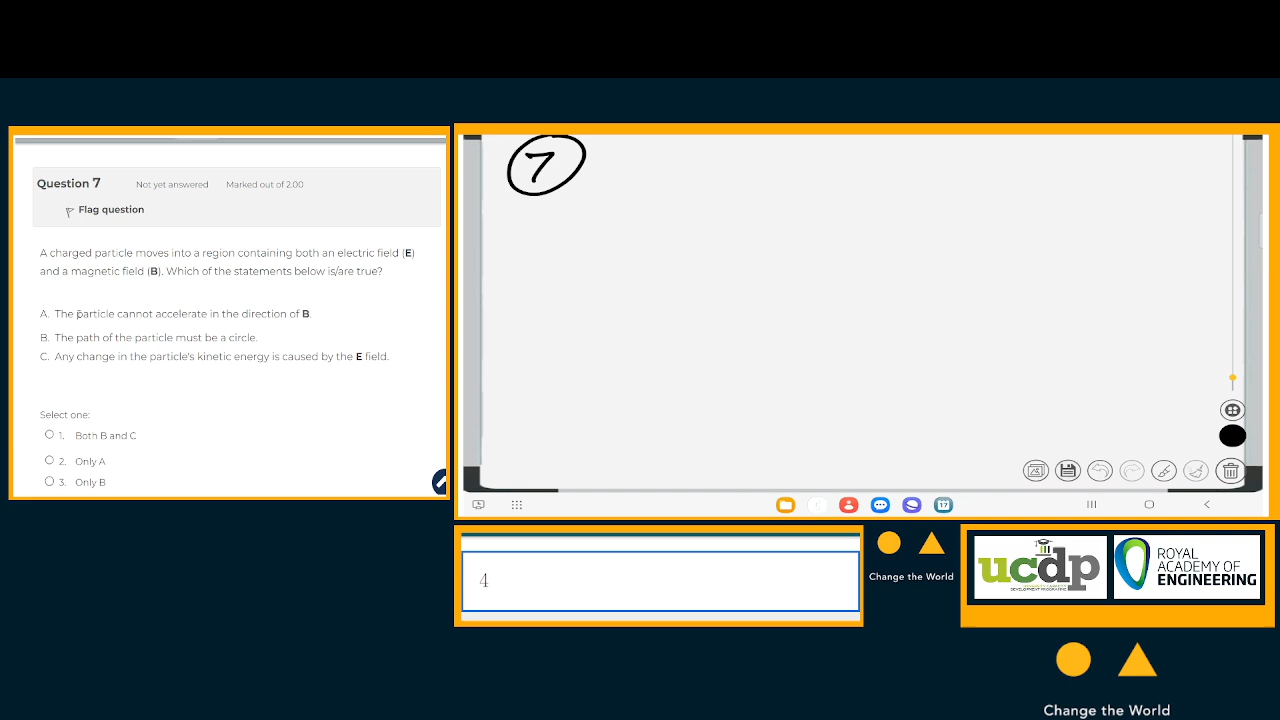 Question 7
Not yet answered
Marked out of 2.00
Flag question
A charged particle moves into a region containing both an electric field (E)
and a magnetic field (B). Which of the statements below is/are true?
A. The particle cannot accelerate in the direction of B.
B. The path of the particle must be a circle.
C. Any change in the particle's kinetic energy is caused by the E field.
Select one:
1. Both B and C
2. Only A
3. Only B
7
17
4
Change the World
ucdp
ROYAL
ACADEMY OF
ENGINEERING
Change the World